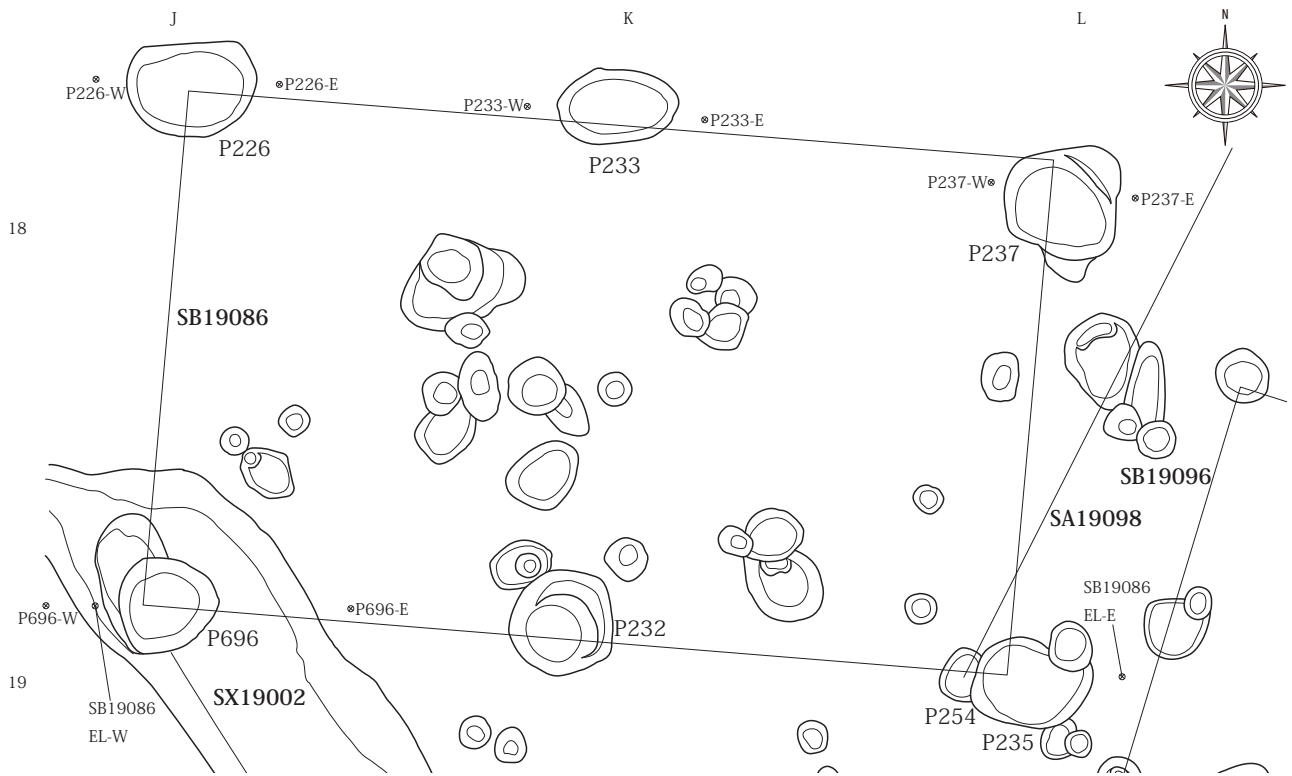 J
K
L
N
P226-W
P226-E
P226
P233-W
P233-E
P233
P237-W
P237-E
P237
18
SB19086
SB19096
SA19098
P696-W
P696-E
P696
P232
SB19086
EL-E
SB19086
EL-W
SX19002
19
P254
P235